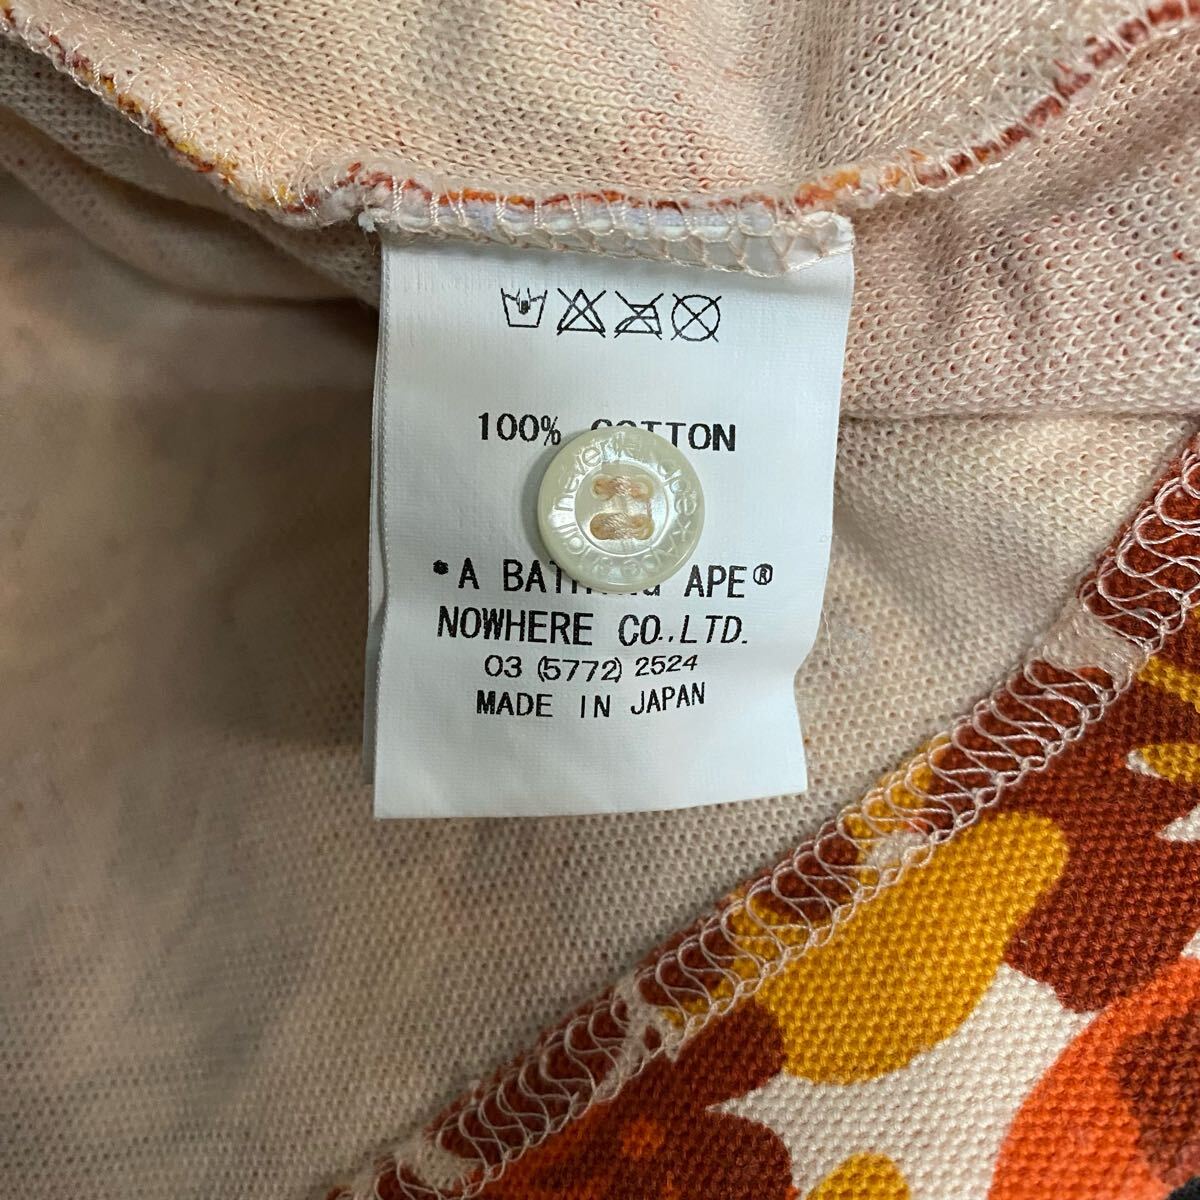 100% COTTON
*A BATHING APE®
NOWHERE CO.,LTD.
03 (5772) 2524
MADE IN JAPAN